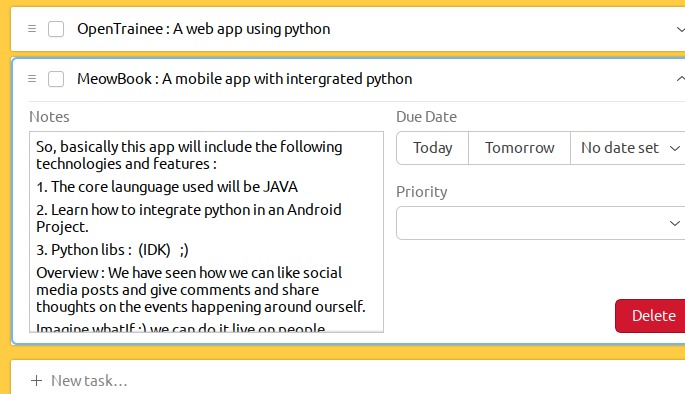 OpenTrainee : A web app using python
MeowBook : A mobile app with intergrated python
Notes
So, basically this app will include the following
technologies and features :
1. The core launguage used will be JAVA
2. Learn how to integrate python in an Android
Project.
3. Python libs : (IDK) ;)
Overview : We have seen how we can like social
media posts and give comments and share
thoughts on the events happening around ourself.
Imagine whatIf :) we can do it live on people
Due Date
Today Tomorrow No date set
Priority
Delete
+ New task...